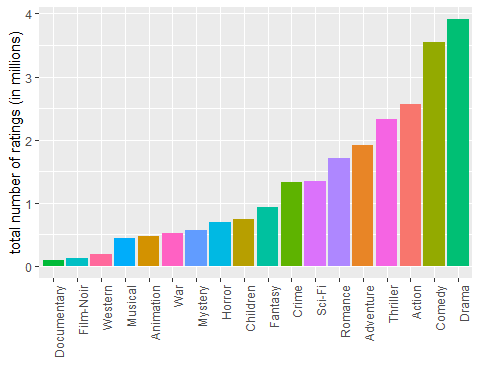 total number of ratings (in millions)
4
3
2
1
0
Documentary
Film-Noir
Western
Musical
Animation
War
Mystery
Horror
Children
Fantasy
Crime
Sci-Fi
Romance
Adventure
Thriller
Action
Comedy
Drama